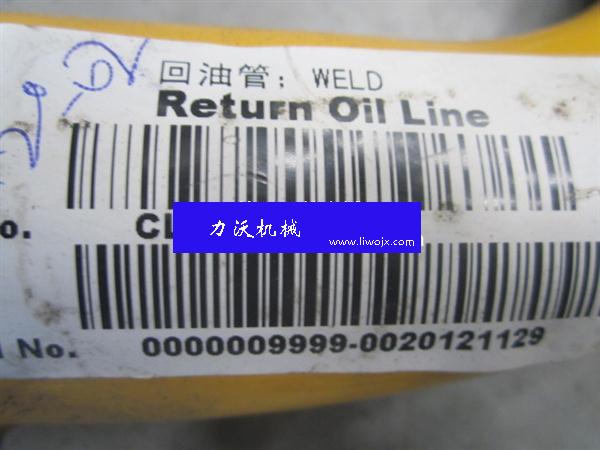 回油管; WELD
Return Oil Line
o. CL
力沃机械
www.liwojx.com
l No. 0000009999-0020121129